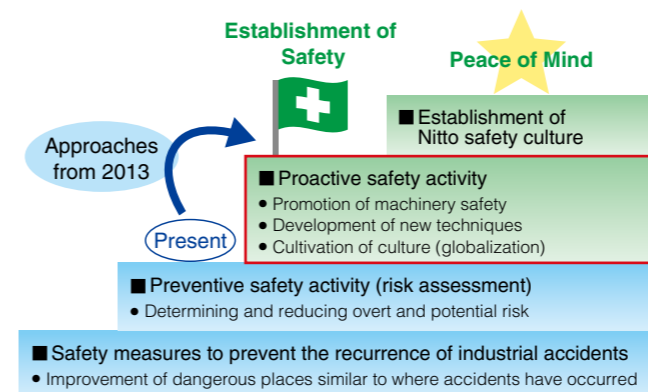 Establishment of
Safety
Peace of Mind
■ Establishment of
Nitto safety culture
Approaches
from 2013
■ Proactive safety activity
● Promotion of machinery safety
● Development of new techniques
● Cultivation of culture (globalization)
Present
■ Preventive safety activity (risk assessment)
● Determining and reducing overt and potential risk
■ Safety measures to prevent the recurrence of industrial accidents
● Improvement of dangerous places similar to where accidents have occurred